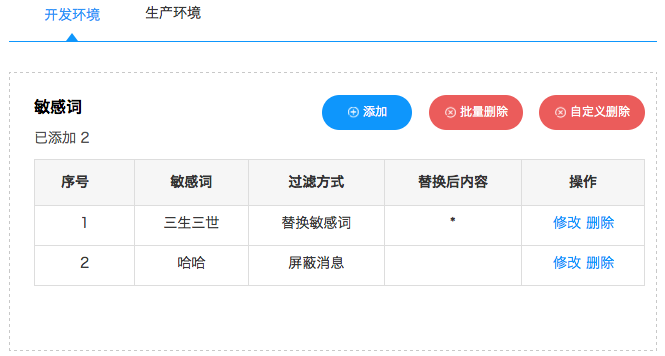 开发环境 生产环境
敏感词 添加 批量删除 自定义删除
已添加 2
序号 敏感词 过滤方式 替换后内容 操作
1 三生三世 替换敏感词 * 修改 删除
2 哈哈 屏蔽消息 修改 删除